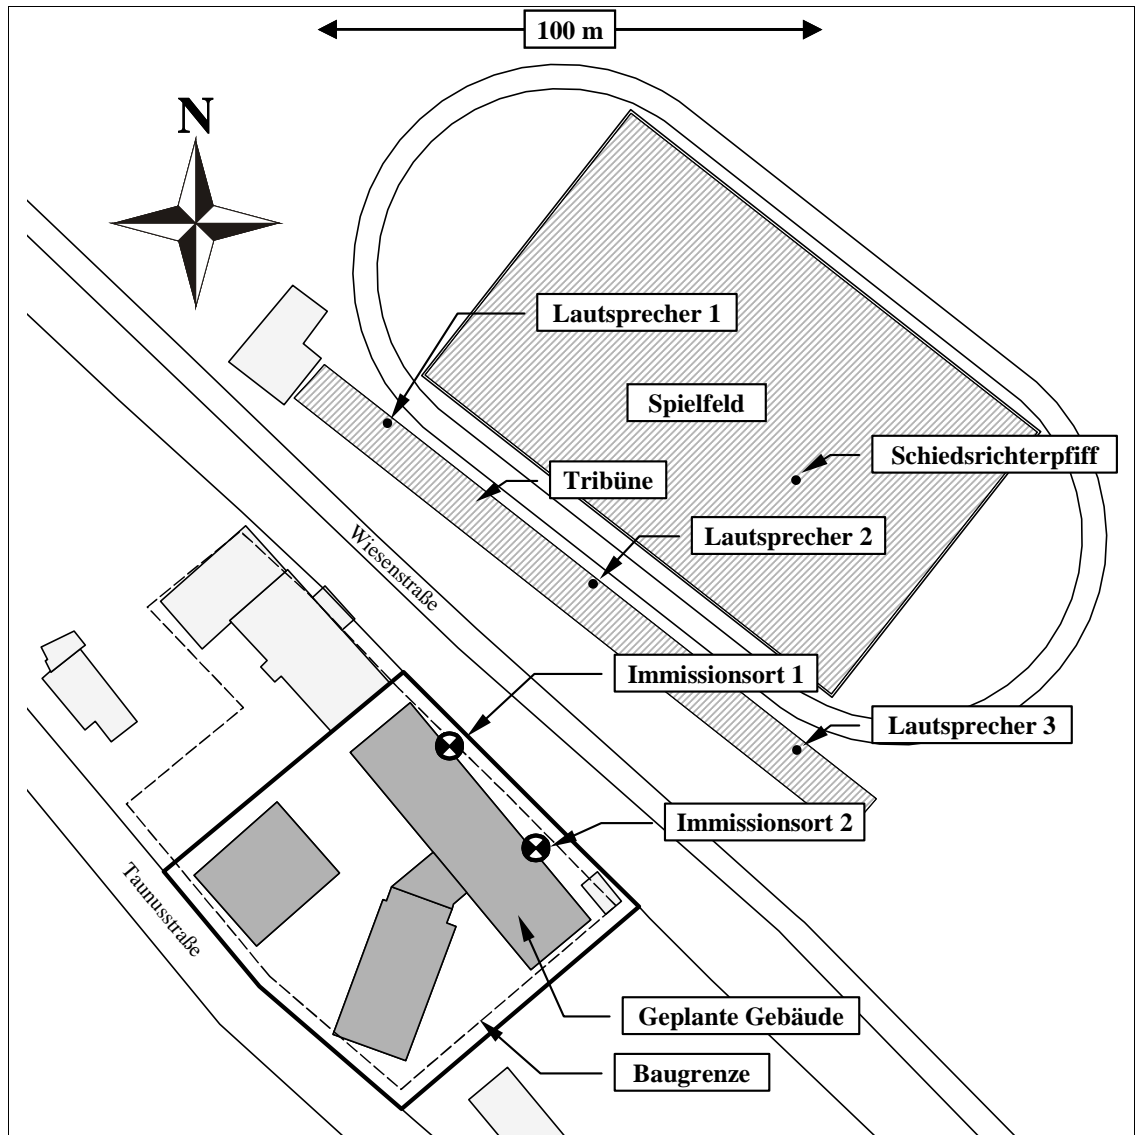 100 m
N
Lautsprecher 1
Spielfeld
Schiedsrichterpfiff
Tribüne
Lautsprecher 2
Wiesenstraße
Immissionsort 1
Lautsprecher 3
Immissionsort 2
Taunusstraße
Geplante Gebäude
Baugrenze